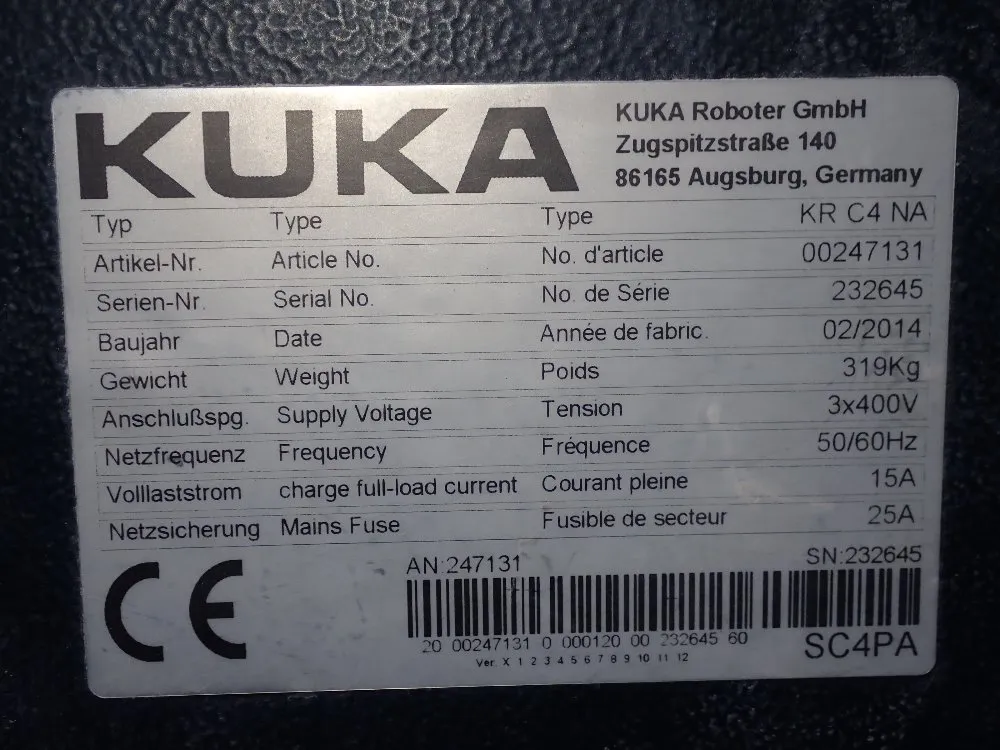 KUKA
KUKA Roboter GmbH
Zugspitzstraße 140
86165 Augsburg, Germany
Typ Type Type KR C4 NA
Artikel-Nr. Article No. No. d'article 00247131
Serien-Nr. Serial No. No. de Série 232645
Baujahr Date Année de fabric. 02/2014
Gewicht Weight Poids 319Kg
Anschlußspg. Supply Voltage Tension 3x400V
Netzfrequenz Frequency Fréquence 50/60Hz
Volllaststrom charge full-load current Courant pleine 15A
Netzsicherung Mains Fuse Fusible de secteur 25A
CE
AN:247131 SN:232645
20 00247131 0 000120 00 232645 60
SC4PA
Ver. X 1 2 3 4 5 6 7 8 9 10 11 12